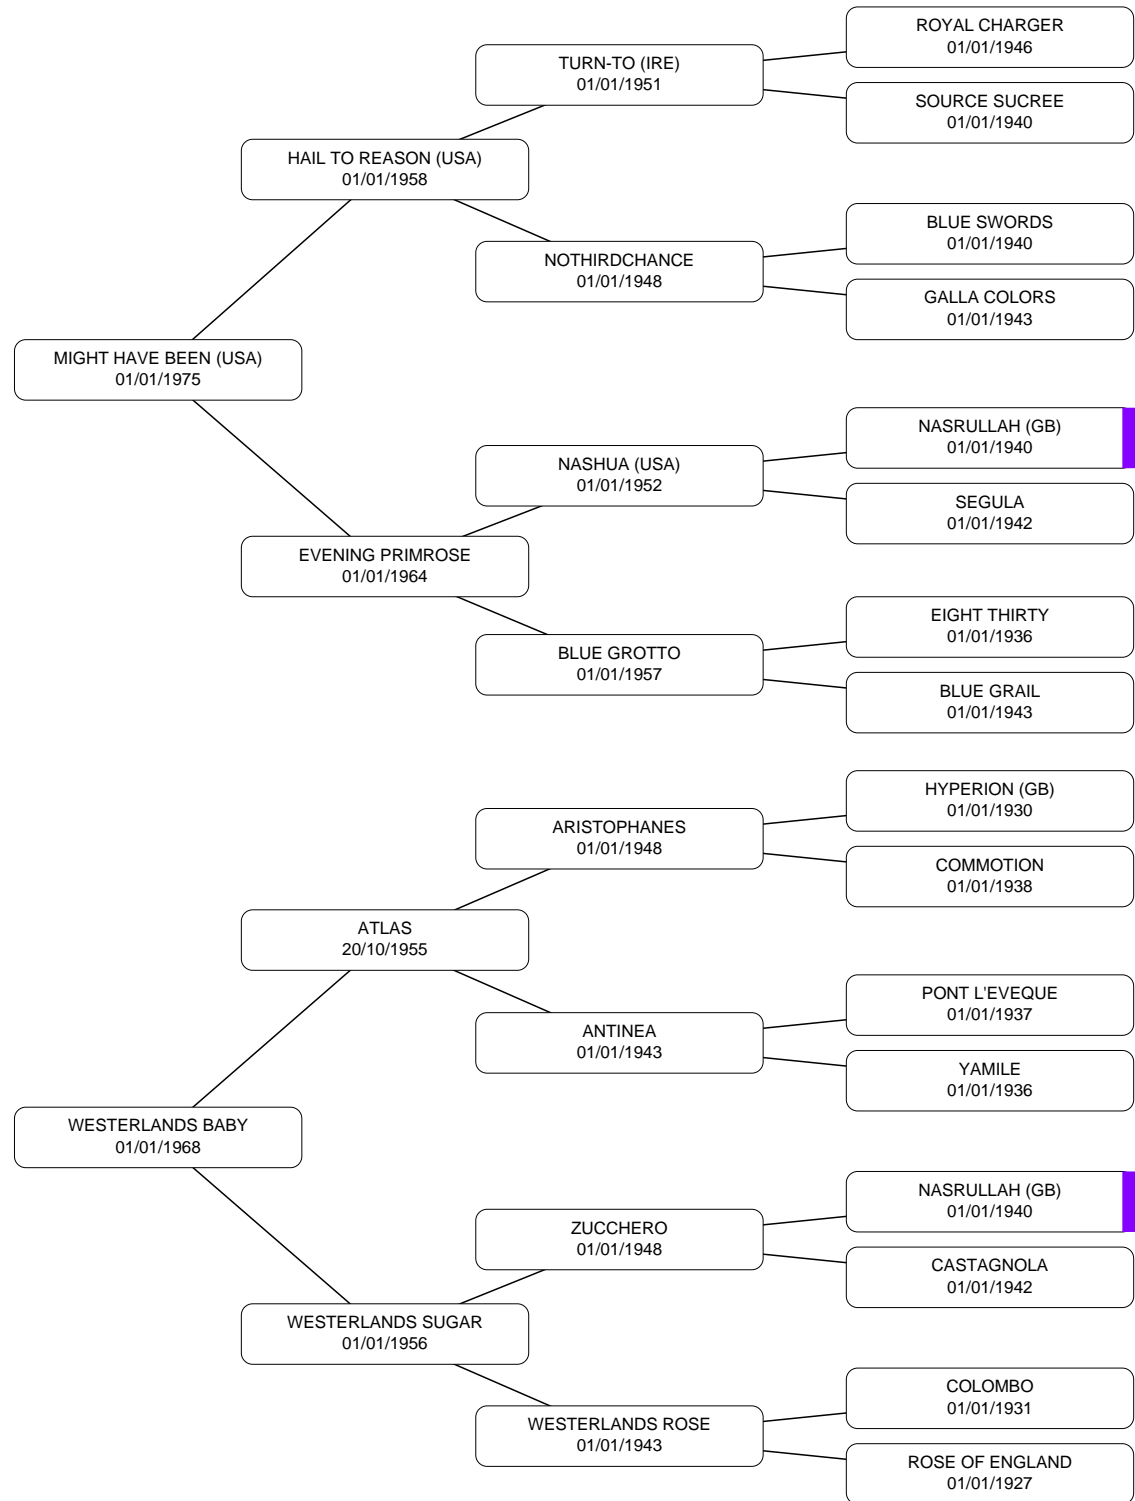 ROYAL CHARGER
01/01/1946
TURN-TO (IRE)
01/01/1951
SOURCE SUCREE
01/01/1940
HAIL TO REASON (USA)
01/01/1958
BLUE SWORDS
01/01/1940
NOTHIRDCHANCE
01/01/1948
GALLA COLORS
01/01/1943
MIGHT HAVE BEEN (USA)
01/01/1975
NASRULLAH (GB)
01/01/1940
NASHUA (USA)
01/01/1952
SEGULA
01/01/1942
EVENING PRIMROSE
01/01/1964
EIGHT THIRTY
01/01/1936
BLUE GROTTO
01/01/1957
BLUE GRAIL
01/01/1943
HYPERION (GB)
01/01/1930
ARISTOPHANES
01/01/1948
COMMOTION
01/01/1938
ATLAS
20/10/1955
PONT L'EVEQUE
01/01/1937
ANTINEA
01/01/1943
YAMILE
01/01/1936
WESTERLANDS BABY
01/01/1968
NASRULLAH (GB)
01/01/1940
ZUCCHERO
01/01/1948
CASTAGNOLA
01/01/1942
WESTERLANDS SUGAR
01/01/1956
COLOMBO
01/01/1931
WESTERLANDS ROSE
01/01/1943
ROSE OF ENGLAND
01/01/1927